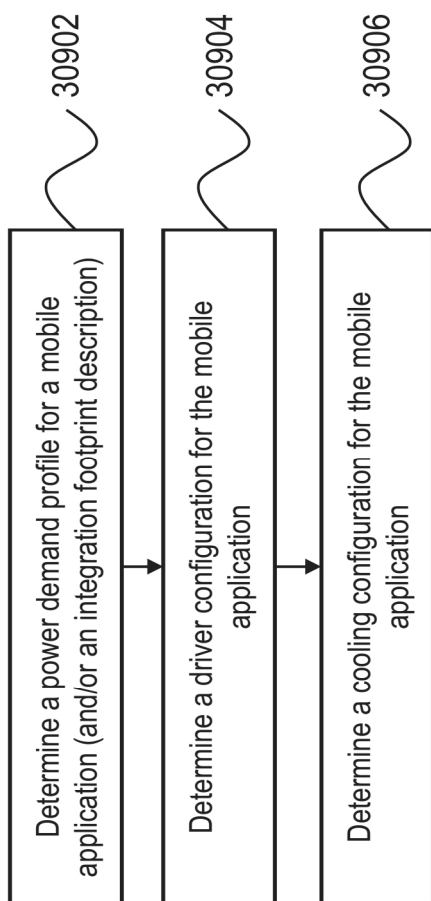 Determine a power demand profile for a mobile
application (and/or an integration footprint description)
30902
Determine a driver configuration for the mobile
application
30904
Determine a cooling configuration for the mobile
application
30906